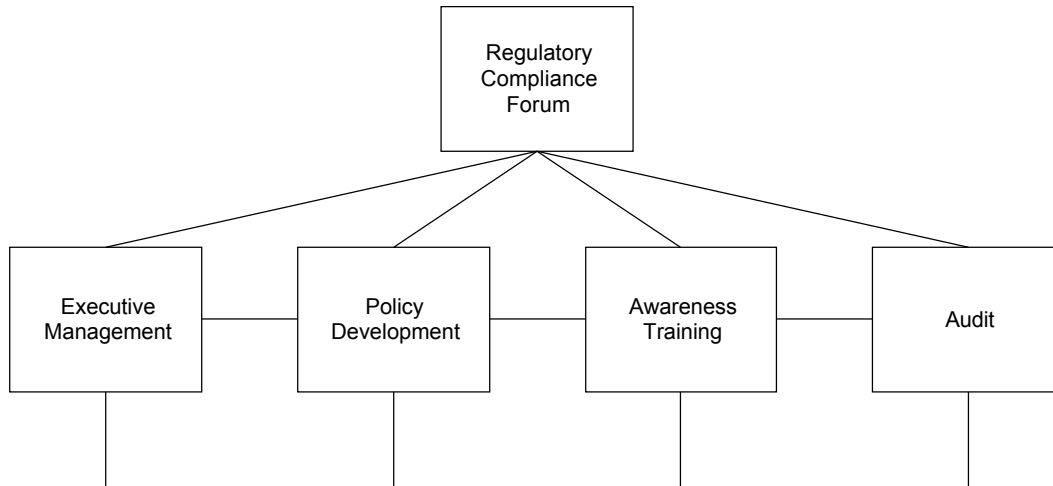 Regulatory
Compliance
Forum
Executive
Management
Policy
Development
Awareness
Training
Audit